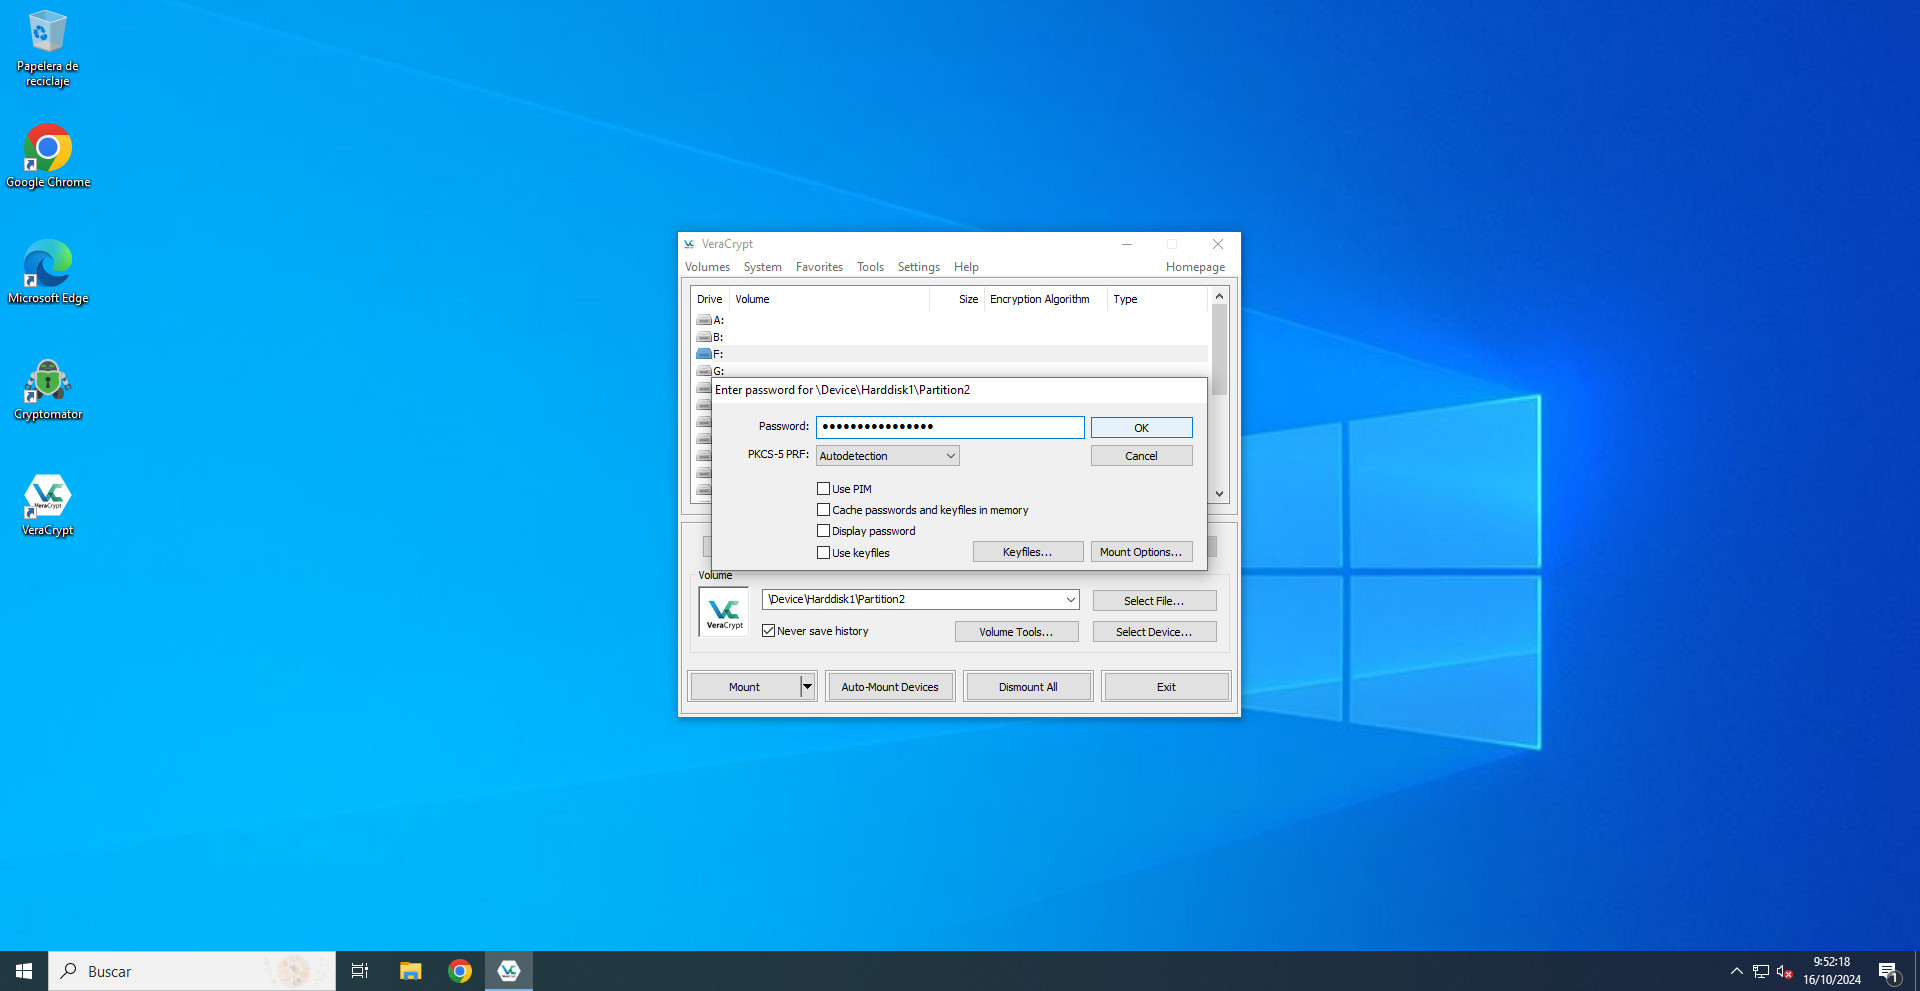 Papelera de
reciclaje
Google Chrome
Microsoft Edge
Cryptomator
VeraCrypt
VeraCrypt
VC VeraCrypt
Volumes System Favorites Tools Settings Help Homepage
Drive Volume Size Encryption Algorithm Type
A:
B:
F:
G:
Enter password for \Device\Harddisk1\Partition2
Password: •••••••••••••••• OK
PKCS-5 PRF: Autodetection Cancel
Use PIM
Cache passwords and keyfiles in memory
Display password
Use keyfiles Keyfiles... Mount Options...
Volume
VC
VeraCrypt
\Device\Harddisk1\Partition2 Select File...
Never save history Volume Tools... Select Device...
Mount Auto-Mount Devices Dismount All Exit
Buscar
VC
9:52:18
16/10/2024
1